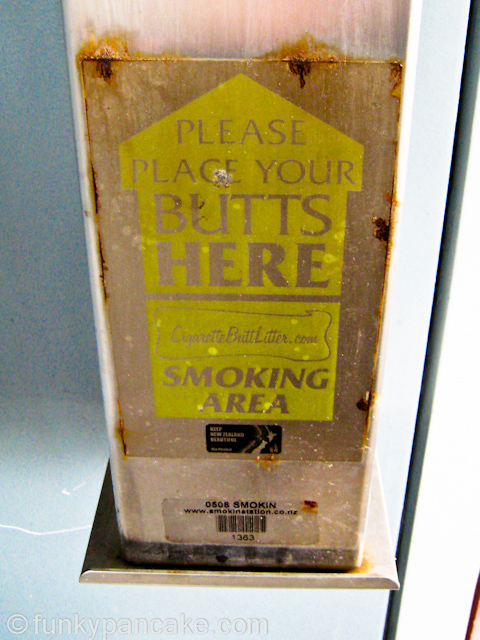 PLEASE
PLACE YOUR
BUTTS
HERE
CigaretteButtLitter.com
SMOKING
AREA
KEEP
NEW ZEALAND
BEAUTIFUL
0508 SMOKIN
www.smokinstation.co.nz
1363
© funkypancake.com